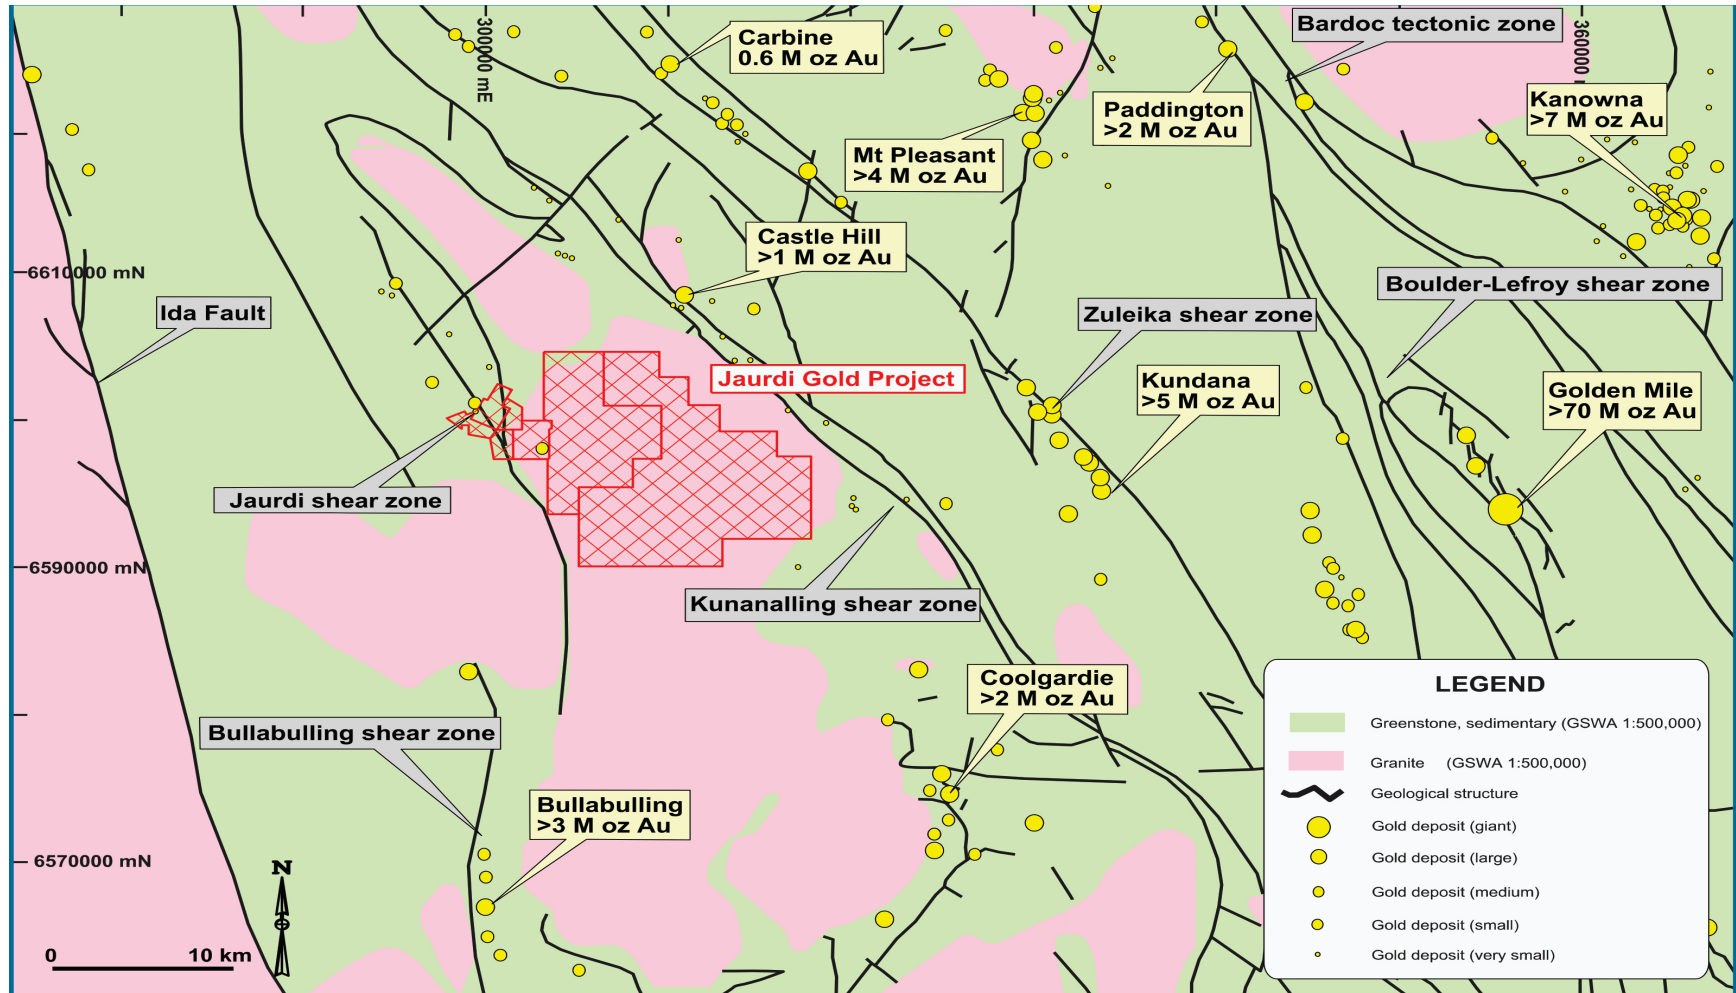 300000 mE
360000
Carbine
0.6 M oz Au
Bardoc tectonic zone
Paddington
>2 M oz Au
Kanowna
>7 M oz Au
Mt Pleasant
>4 M oz Au
Castle Hill
>1 M oz Au
6610000 mN
Ida Fault
Boulder-Lefroy shear zone
Zuleika shear zone
Jaurdi Gold Project
Kundana
>5 M oz Au
Golden Mile
>70 M oz Au
Jaurdi shear zone
6590000 mN
Kunanalling shear zone
Coolgardie
>2 M oz Au
Bullabulling shear zone
Bullabulling
>3 M oz Au
6570000 mN
N
0 10 km
LEGEND
Greenstone, sedimentary (GSWA 1:500,000)
Granite (GSWA 1:500,000)
Geological structure
Gold deposit (giant)
Gold deposit (large)
Gold deposit (medium)
Gold deposit (small)
Gold deposit (very small)